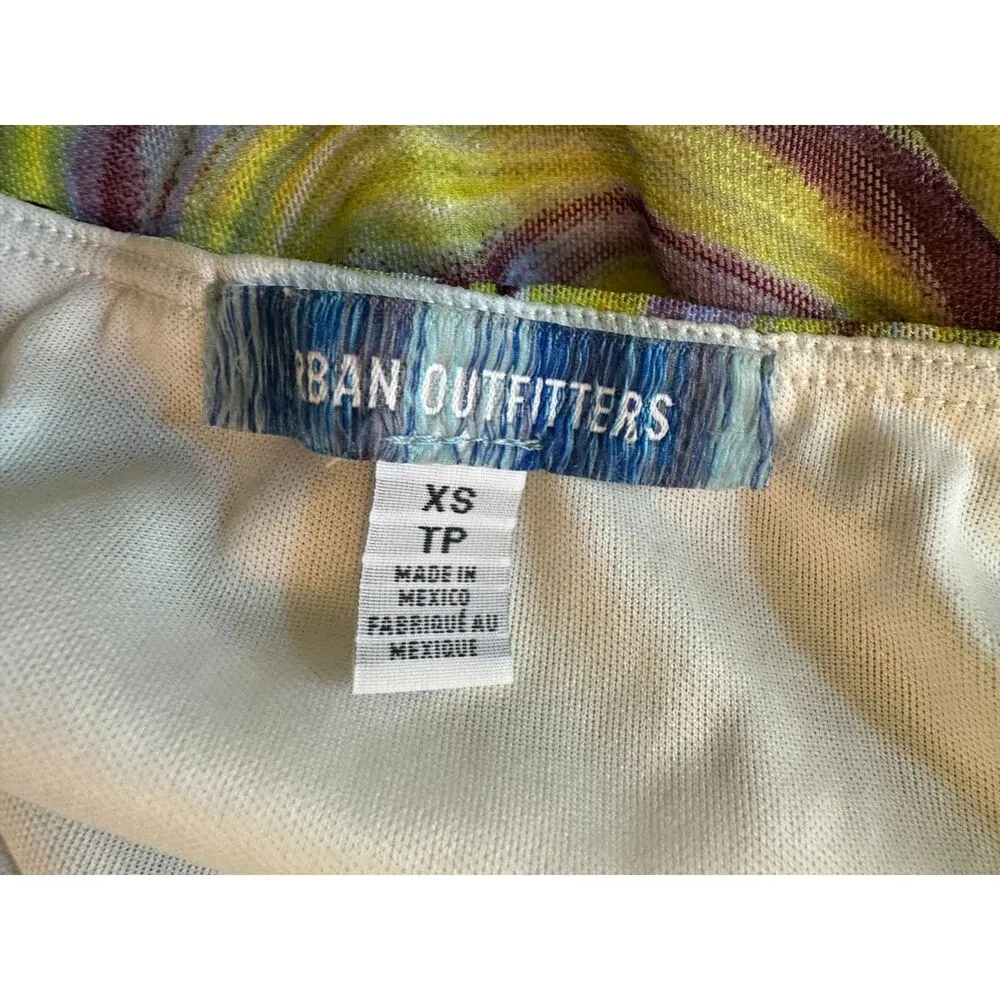 RBAN OUTFITTERS
XS
TP
MADE IN
MEXICO
FABRIQUÉ AU
MEXIQUE